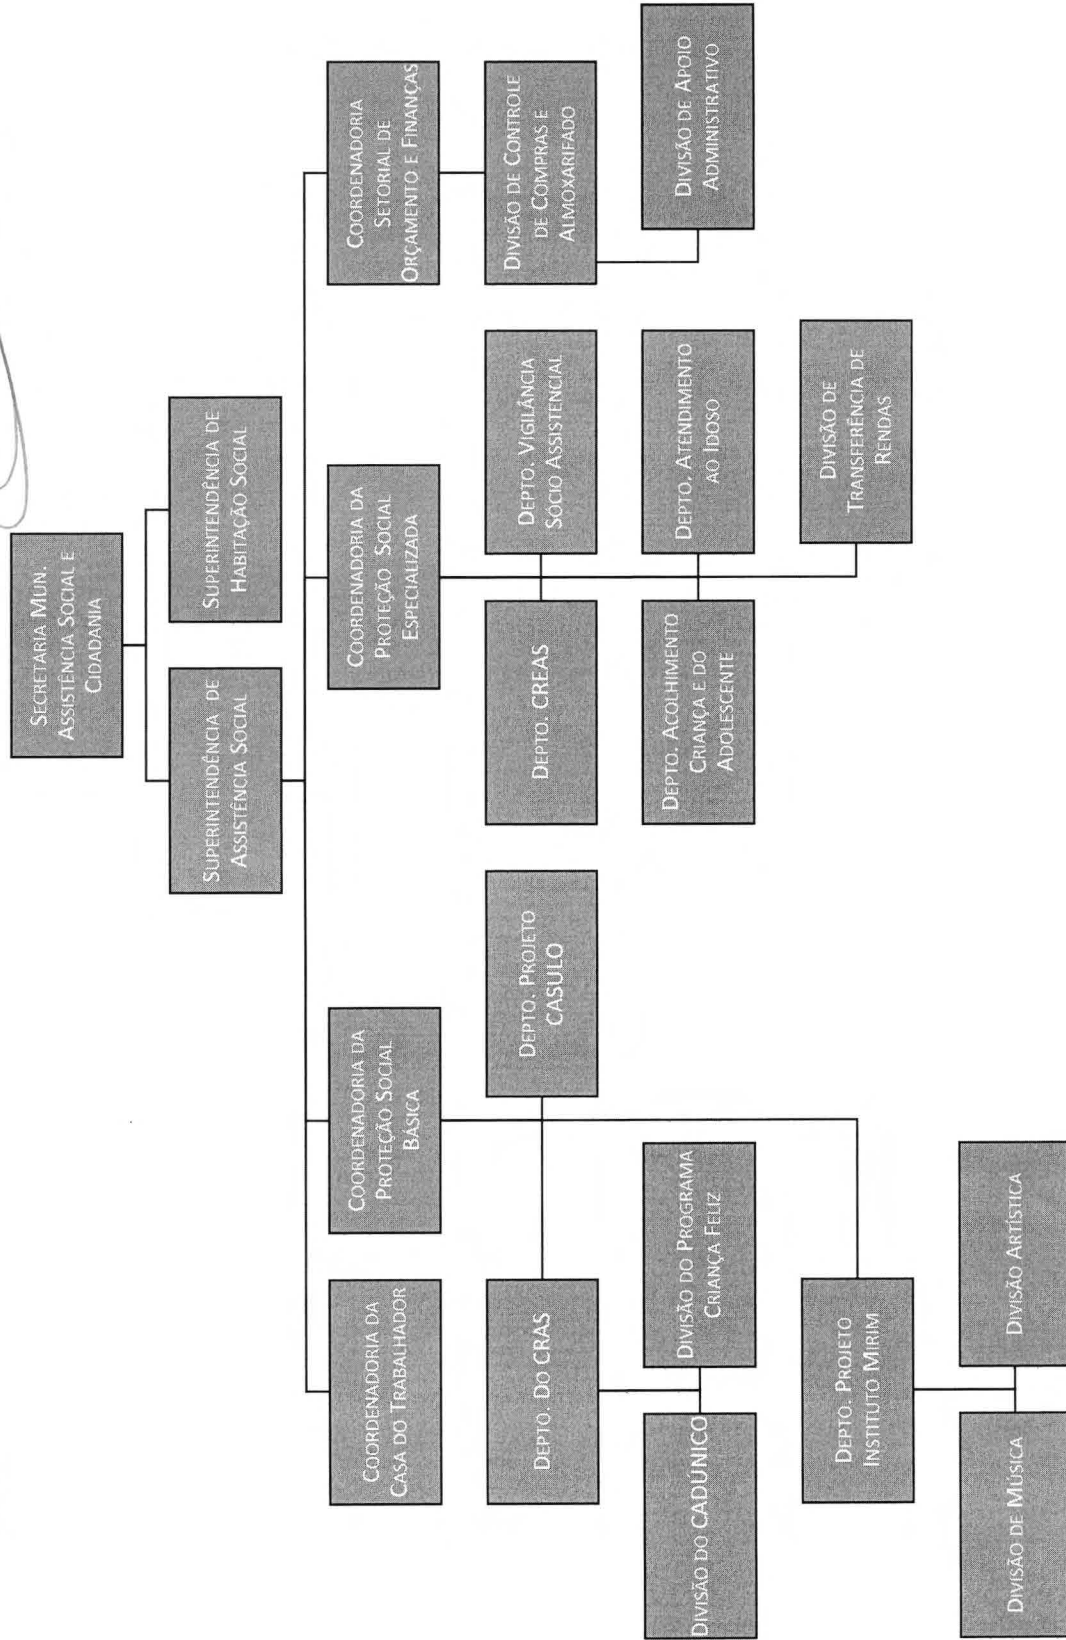 SECRETARIA MUN.
ASSISTÊNCIA SOCIAL E
CIDADANIA
SUPERINTENDÊNCIA DE
ASSISTÊNCIA SOCIAL
SUPERINTENDÊNCIA DE
HABITAÇÃO SOCIAL
COORDENADORIA DA
CASA DO TRABALHADOR
COORDENADORIA DA
PROTEÇÃO SOCIAL
BÁSICA
COORDENADORIA DA
PROTEÇÃO SOCIAL
ESPECIALIZADA
COORDENADORIA
SETORIAL DE
ORÇAMENTO E FINANÇAS
DEPTO. DO CRAS
DEPTO. PROJETO
CASULO
DEPTO. CREAS
DEPTO. VIGILÂNCIA
SÓCIO ASSISTENCIAL
DIVISÃO DE CONTROLE
DE COMPRAS E
ALMOXARIFADO
DIVISÃO DO CADÚNICO
DIVISÃO DO PROGRAMA
CRIANÇA FELIZ
DEPTO. ACOLHIMENTO
CRIANÇA E DO
ADOLESCENTE
DEPTO. ATENDIMENTO
AO IDOSO
DIVISÃO DE APOIO
ADMINISTRATIVO
DEPTO. PROJETO
INSTITUTO MIRIM
DIVISÃO DE
TRANSFERÊNCIA DE
RENDAS
DIVISÃO DE MÚSICA
DIVISÃO ARTÍSTICA